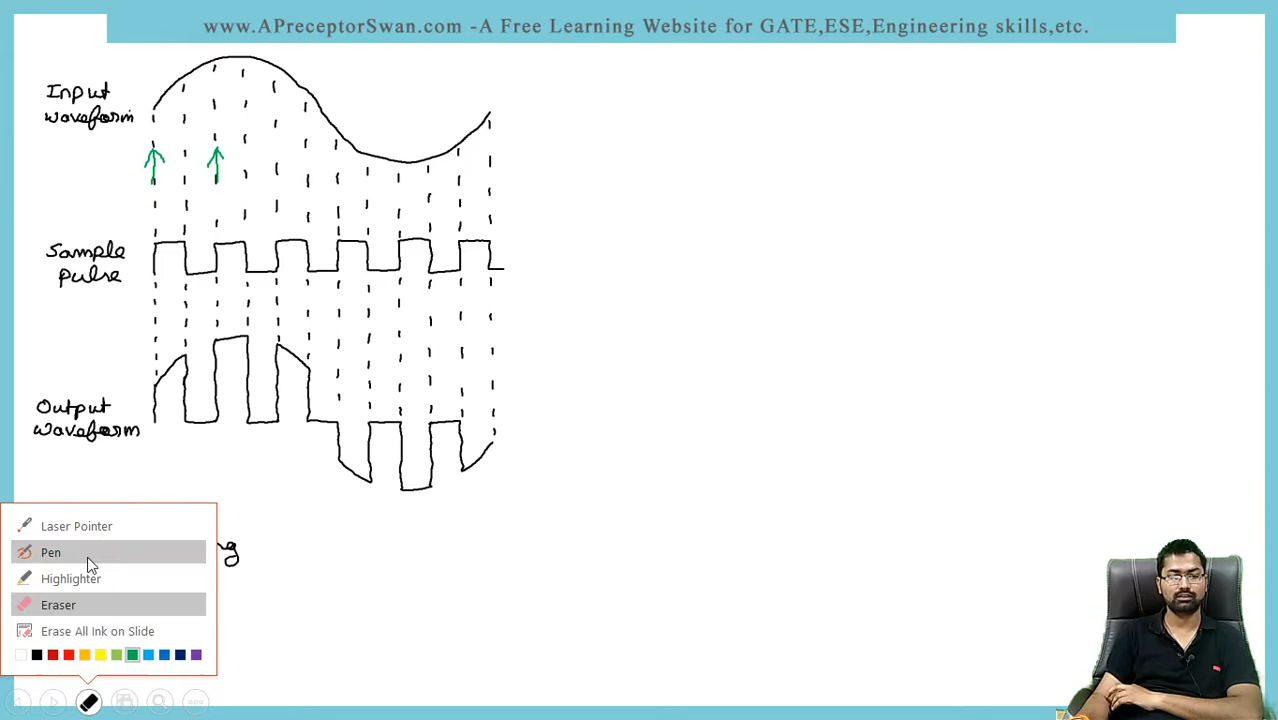 www.APreceptorSwan.com -A Free Learning Website for GATE,ESE,Engineering skills,etc.
Input
waveform
Sample
pulse
Output
waveform
Laser Pointer
Pen
Highlighter
Eraser
Erase All Ink on Slide